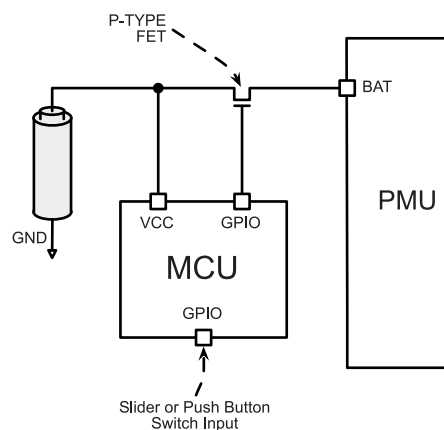 P-TYPE
FET
BAT
GND
VCC
GPIO
PMU
MCU
GPIO
Slider or Push Button
Switch Input